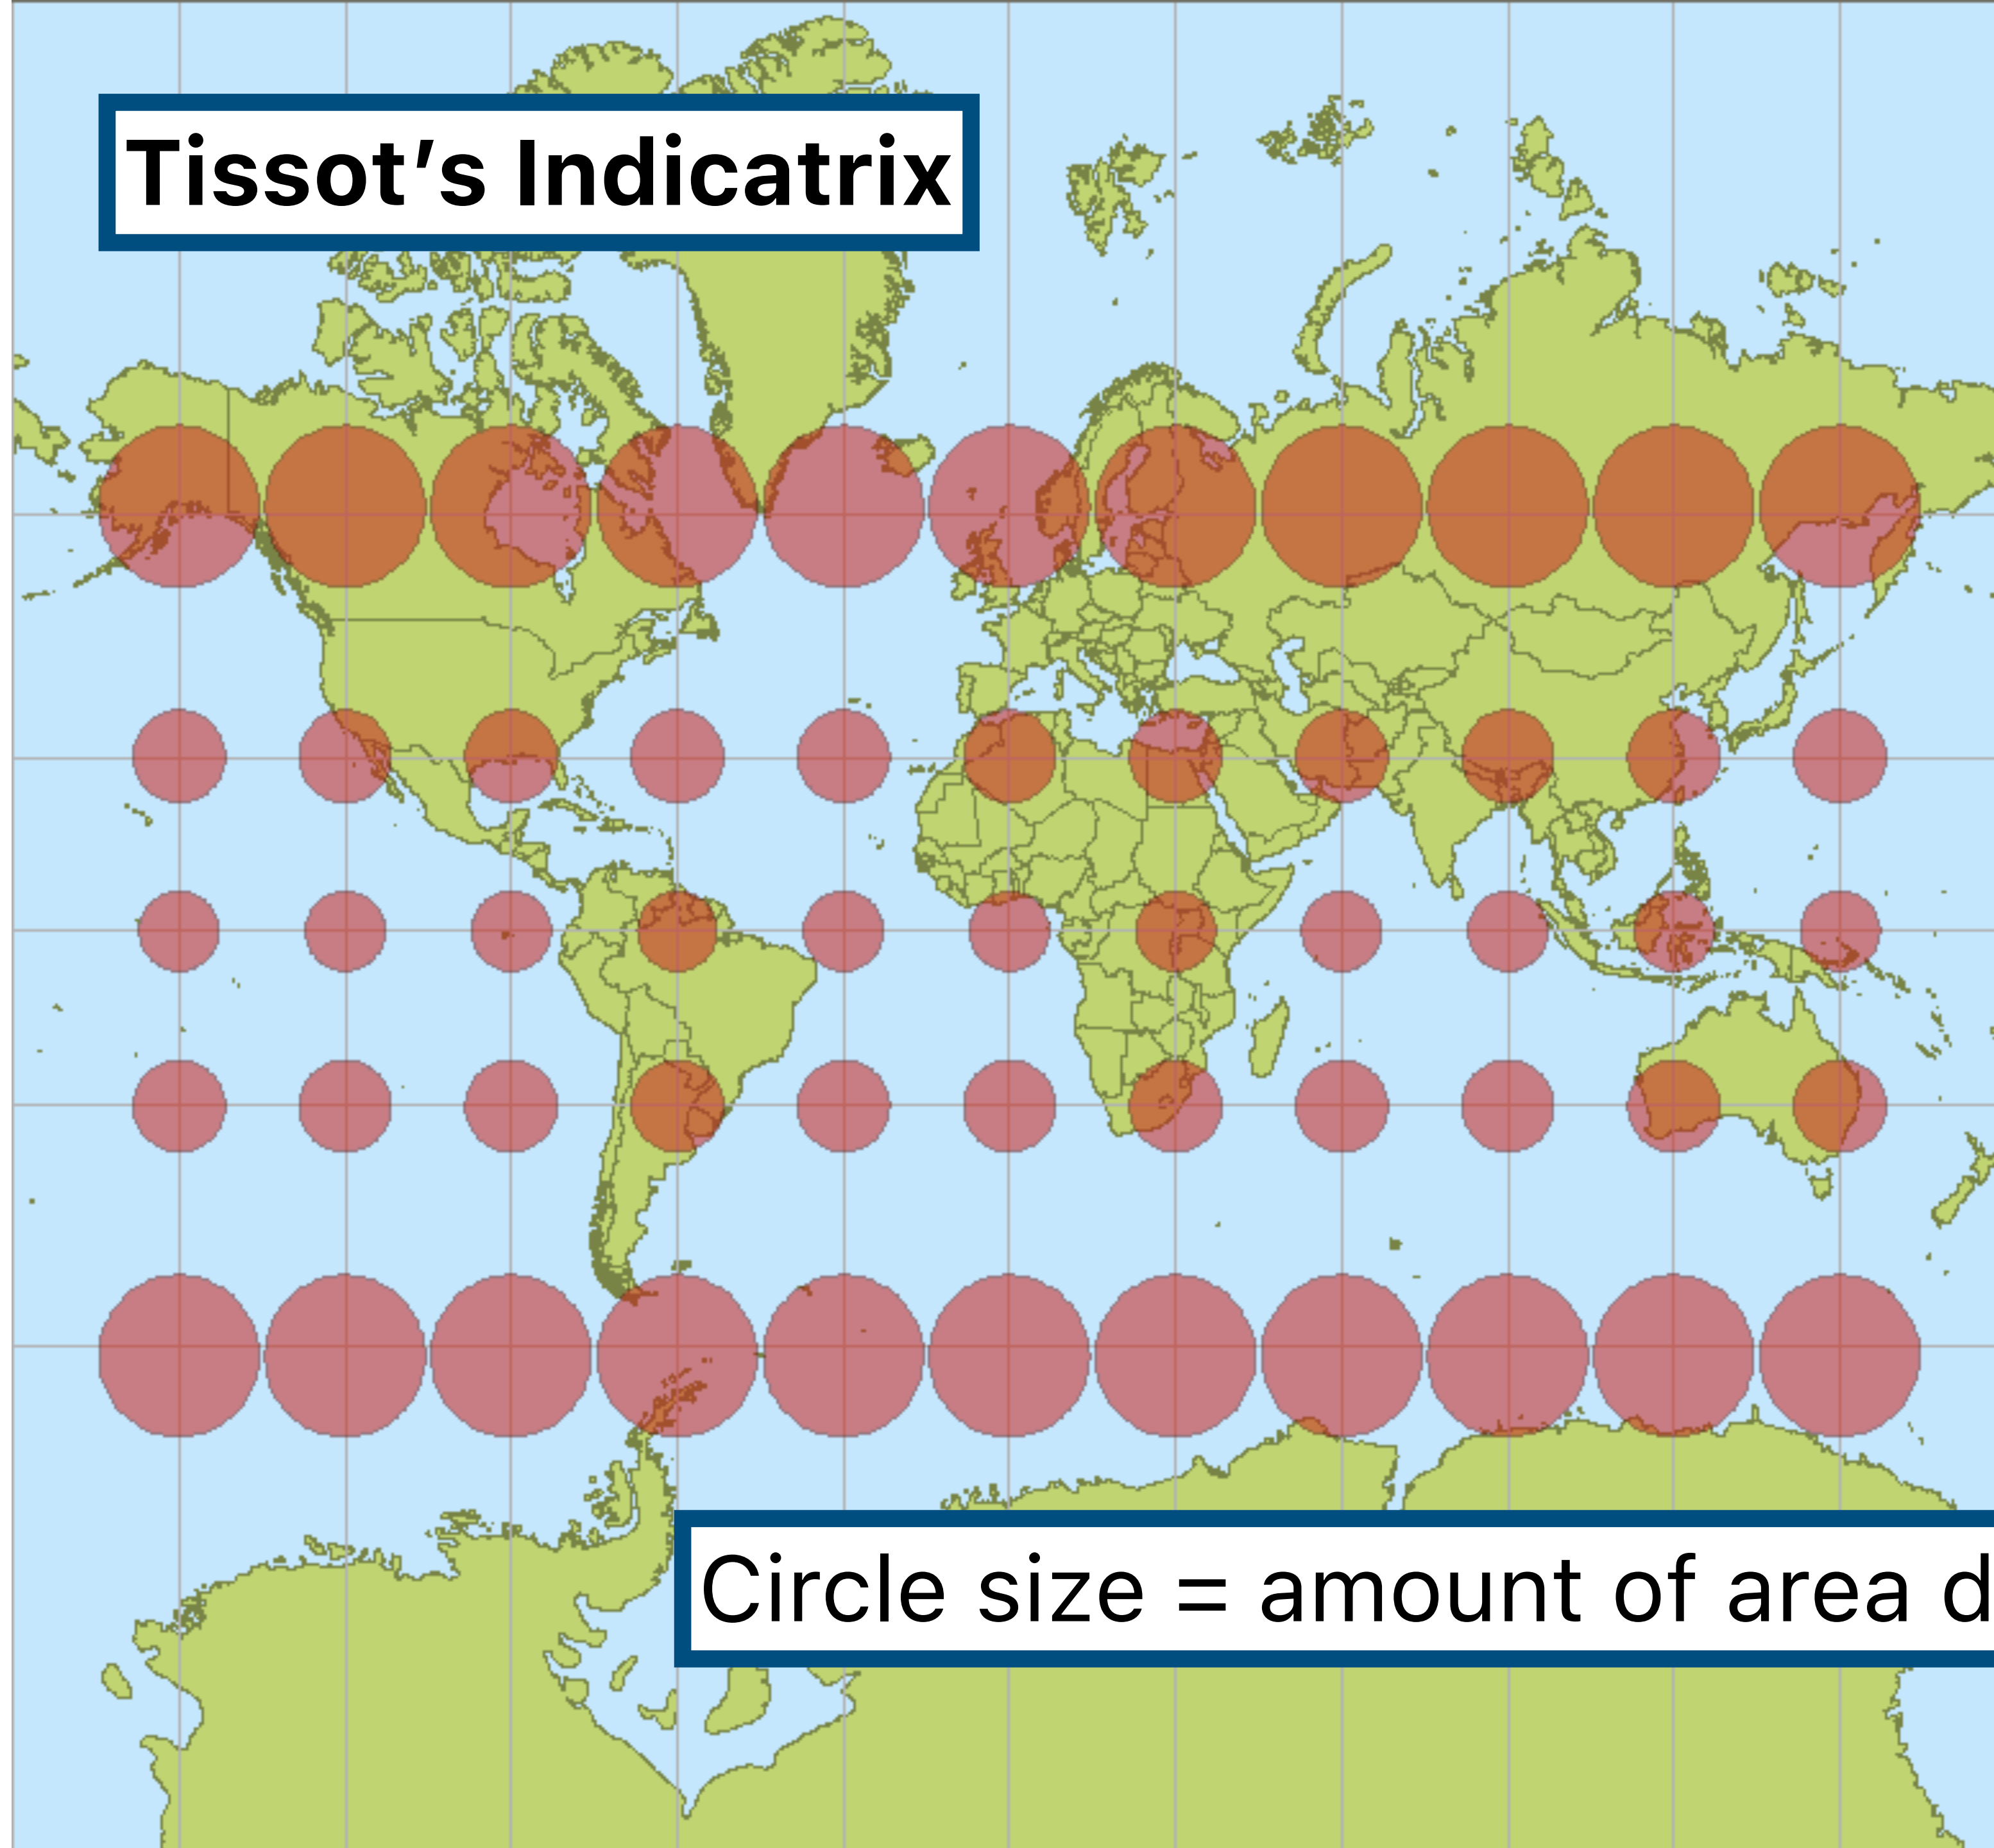 Tissot’s Indicatrix
Circle size = amount of area d